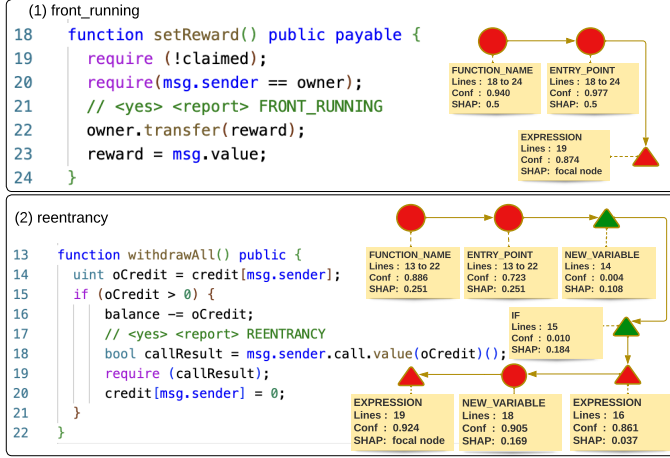 (1) front_running
18 function setReward() public payable {
19 require (!claimed);
20 require(msg.sender == owner);
21 // <yes> <report> FRONT_RUNNING
22 owner.transfer(reward);
23 reward = msg.value;
24 }
FUNCTION_NAME
Lines : 18 to 24
Conf : 0.940
SHAP: 0.5
ENTRY_POINT
Lines : 18 to 24
Conf : 0.977
SHAP: 0.5
EXPRESSION
Lines : 19
Conf : 0.874
SHAP: focal node
(2) reentrancy
13 function withdrawAll() public {
14 uint oCredit = credit[msg.sender];
15 if (oCredit > 0) {
16 balance -= oCredit;
17 // <yes> <report> REENTRANCY
18 bool callResult = msg.sender.call.value(oCredit)();
19 require (callResult);
20 credit[msg.sender] = 0;
21 }
22 }
FUNCTION_NAME
Lines : 13 to 22
Conf : 0.886
SHAP: 0.251
ENTRY_POINT
Lines : 13 to 22
Conf : 0.723
SHAP: 0.251
NEW_VARIABLE
Lines : 14
Conf : 0.004
SHAP: 0.108
IF
Lines : 15
Conf : 0.010
SHAP: 0.184
EXPRESSION
Lines : 19
Conf : 0.924
SHAP: focal node
NEW_VARIABLE
Lines : 18
Conf : 0.905
SHAP: 0.169
EXPRESSION
Lines : 16
Conf : 0.861
SHAP: 0.037